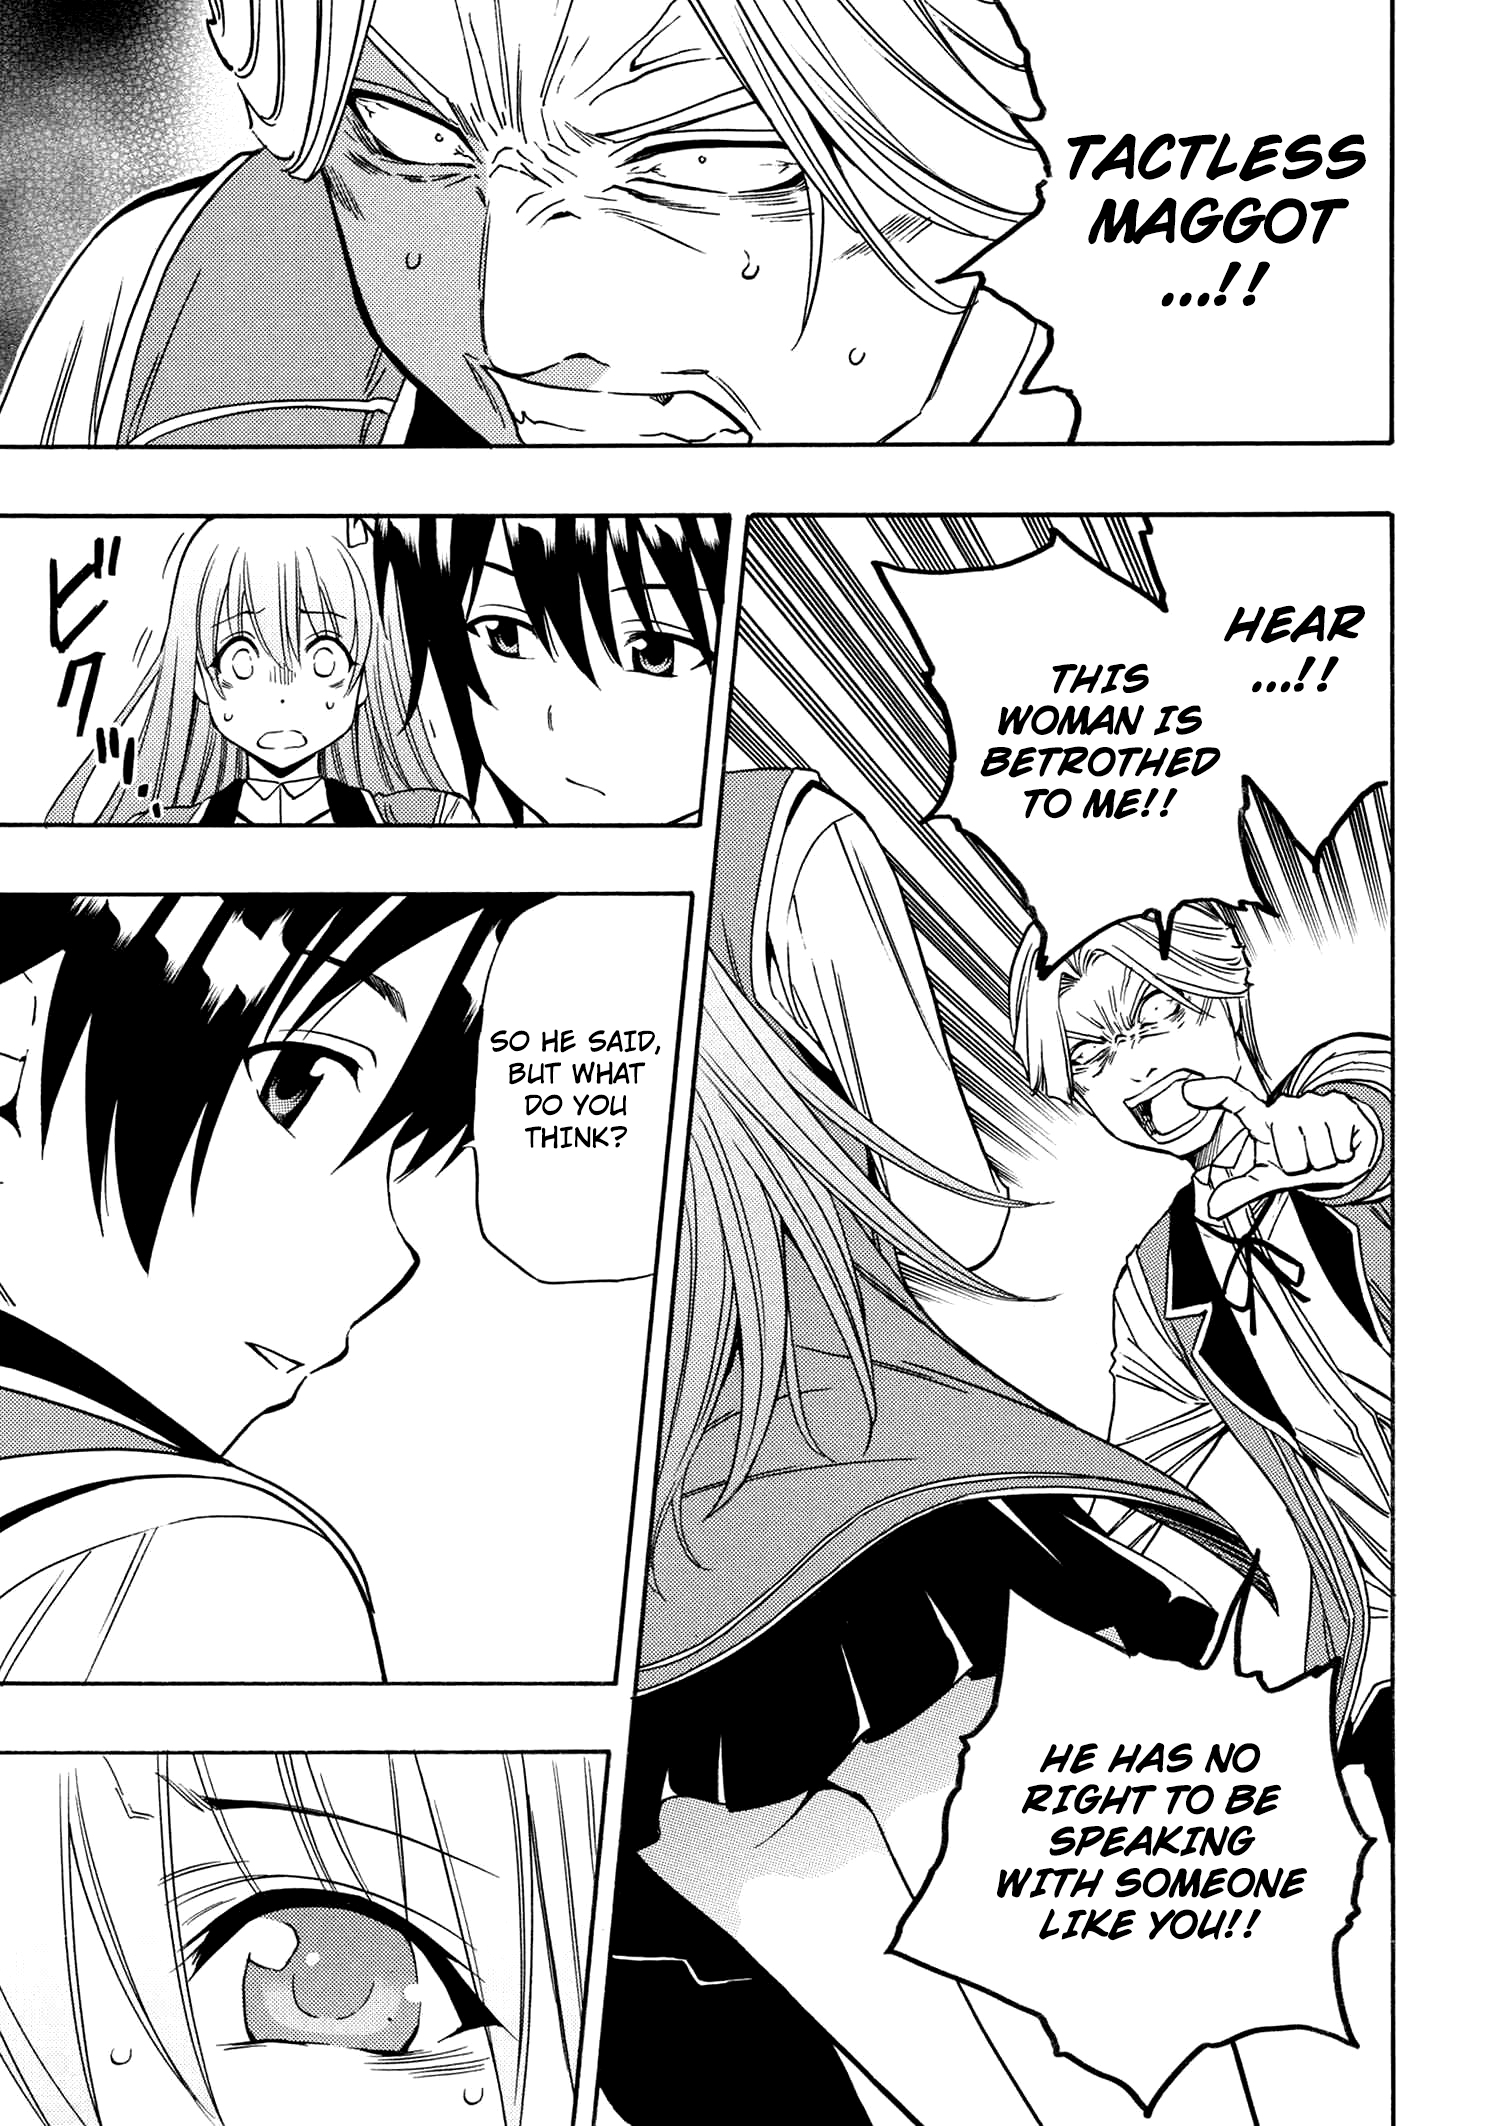 TACTLESS
MAGGOT
...!!
HEAR
...!!
THIS
WOMAN IS
BETROTHED
TO ME!!
HE HAS NO
RIGHT TO BE
SPEAKING
WITH SOMEONE
LIKE YOU!!
ビクッ
SO HE SAID,
BUT WHAT
DO YOU
THINK?